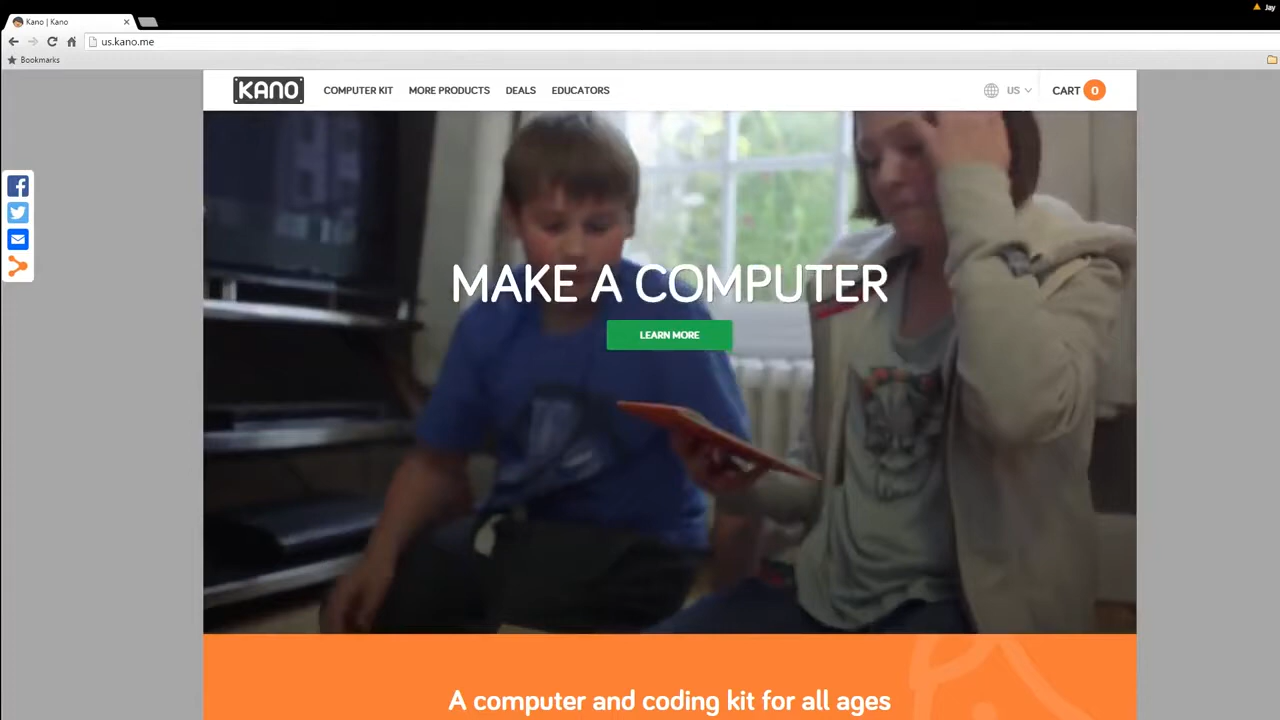 Jay
Kano | Kano
us.kano.me
Bookmarks
KANO COMPUTER KIT MORE PRODUCTS DEALS EDUCATORS US CART 0
MAKE A COMPUTER
LEARN MORE
A computer and coding kit for all ages